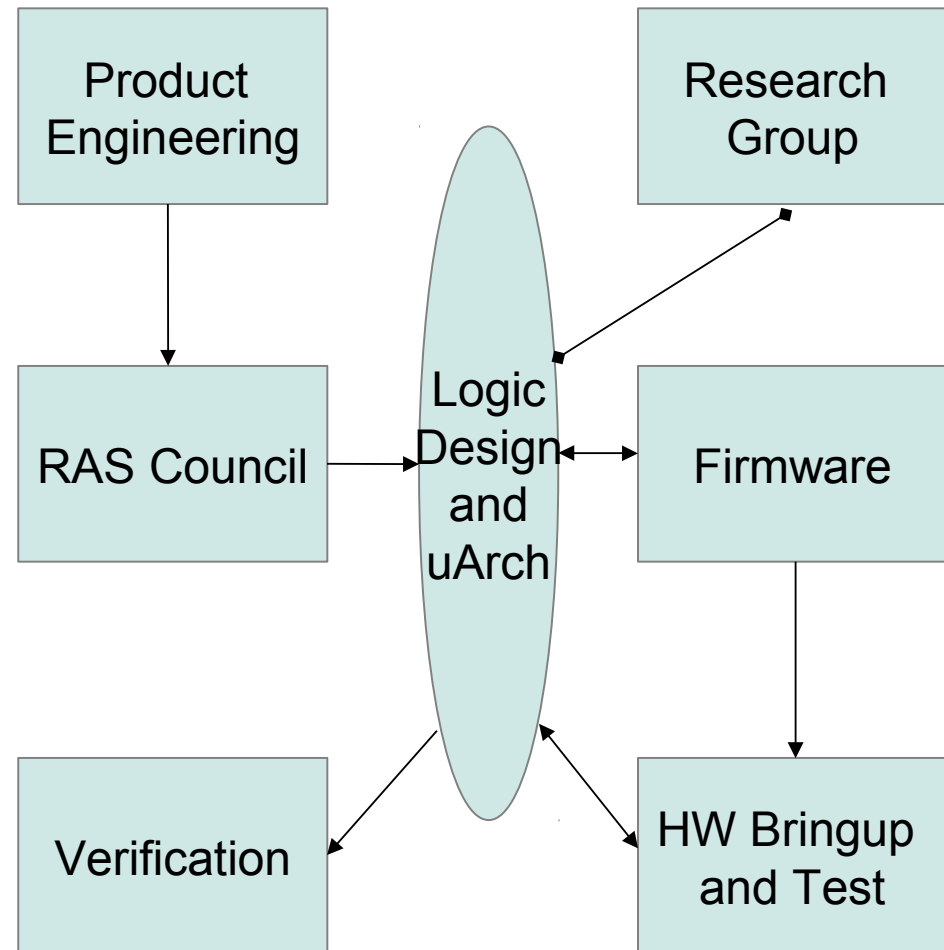 Product
Engineering
Research
Group
RAS Council
Logic
Design
and
uArch
Firmware
Verification
HW Bringup
and Test